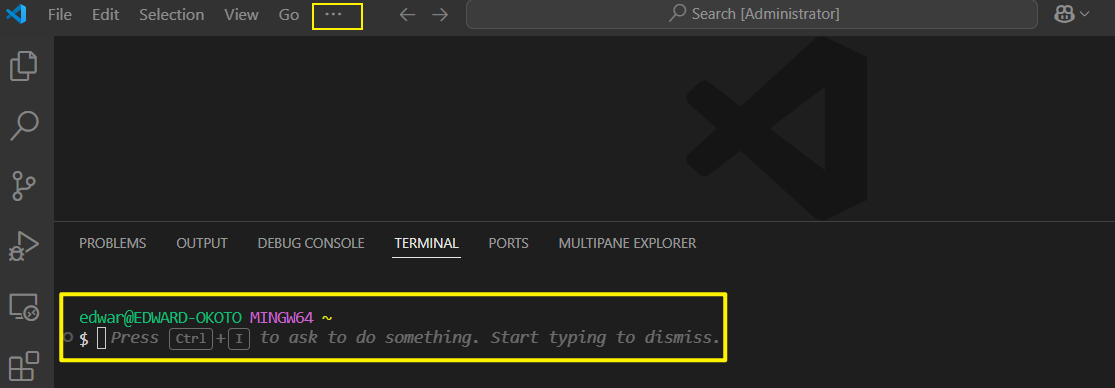 File Edit Selection View Go ··· Search [Administrator]
PROBLEMS OUTPUT DEBUG CONSOLE TERMINAL PORTS MULTIPANE EXPLORER
edwar@EDWARD-OKOTO MINGW64 ~
$ Press Ctrl+I to ask to do something. Start typing to dismiss.